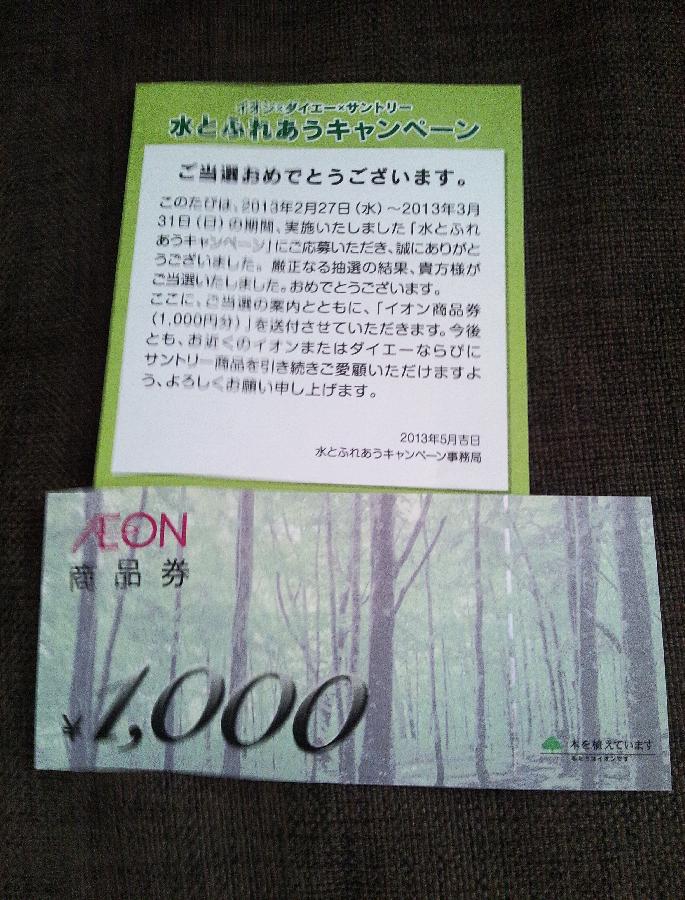 イオン×ダイエー×サントリー
水とふれあうキャンペーン
ご当選おめでとうございます。
このたびは、2013年2月27日(水)～2013年3月
31日(日)の期間、実施いたしました「水とふれ
あうキャンペーン」にご応募いただき、誠にありがと
うございました。厳正なる抽選の結果、貴方様が
ご当選いたしました。おめでとうございます。
ここに、ご当選の案内とともに、「イオン商品券
(1,000円分)」を送付させていただきます。今後
とも、お近くのイオンまたはダイエーならびに
サントリー商品を引き続きご愛顧いただけますよ
う、よろしくお願い申し上げます。
2013年5月吉日
水とふれあうキャンペーン事務局
ÆON
商品券
¥1,000
木を植えています
私たちはイオンです